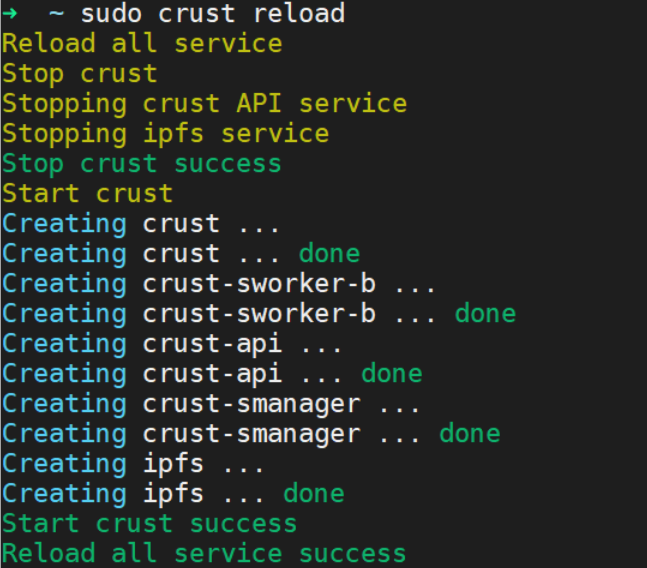 → ~ sudo crust reload
Reload all service
Stop crust
Stopping crust API service
Stopping ipfs service
Stop crust success
Start crust
Creating crust ...
Creating crust ... done
Creating crust-sworker-b ...
Creating crust-sworker-b ... done
Creating crust-api ...
Creating crust-api ... done
Creating crust-smanager ...
Creating crust-smanager ... done
Creating ipfs ...
Creating ipfs ... done
Start crust success
Reload all service success